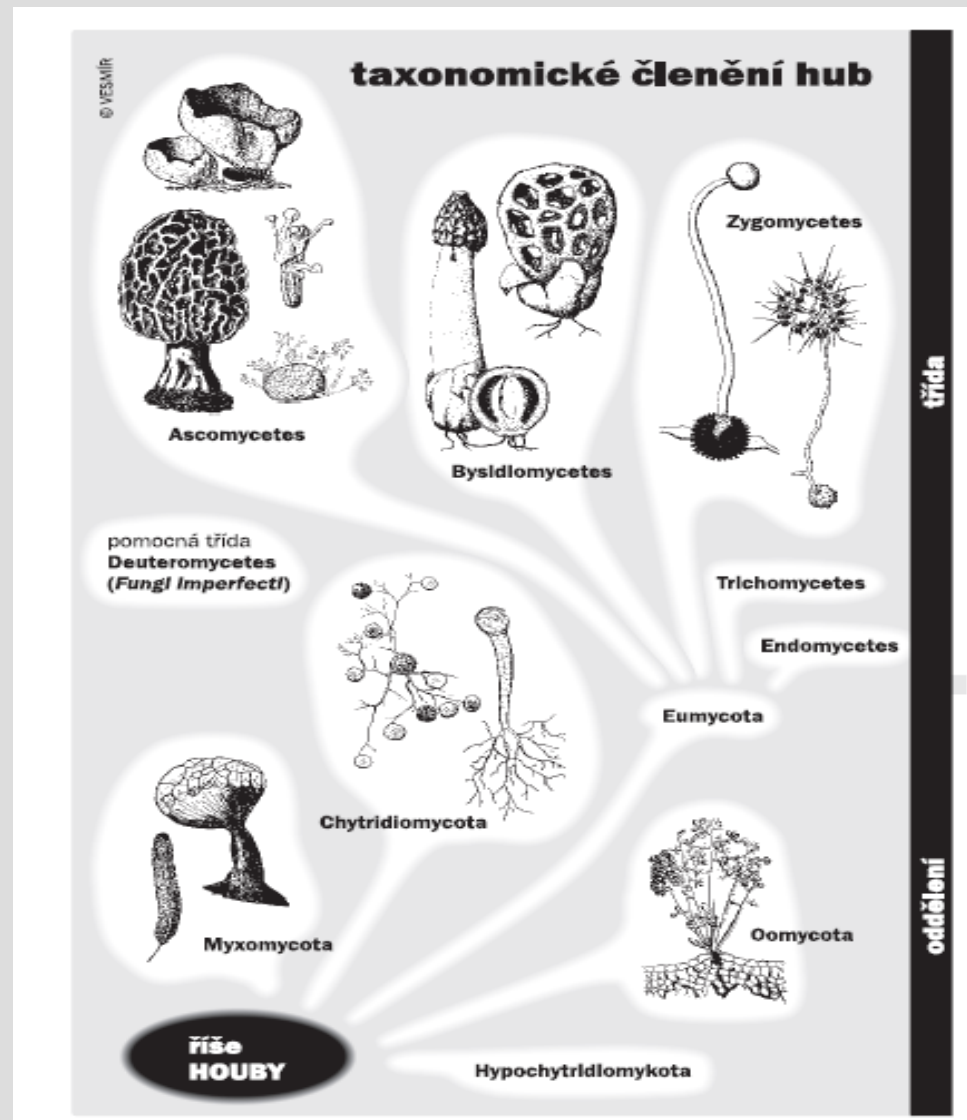 © VESMÍR
taxonomické členění hub
Zygomycetes
třída
Ascomycetes
Bysidiomycetes
pomocná třída
Deuteromycetes
(Fungi imperfecti)
Trichomycetes
Endomycetes
Eumycota
Chytridiomycota
oddělení
Myxomycota
Oomycota
říše
HOUBY
Hypochytridiomykota